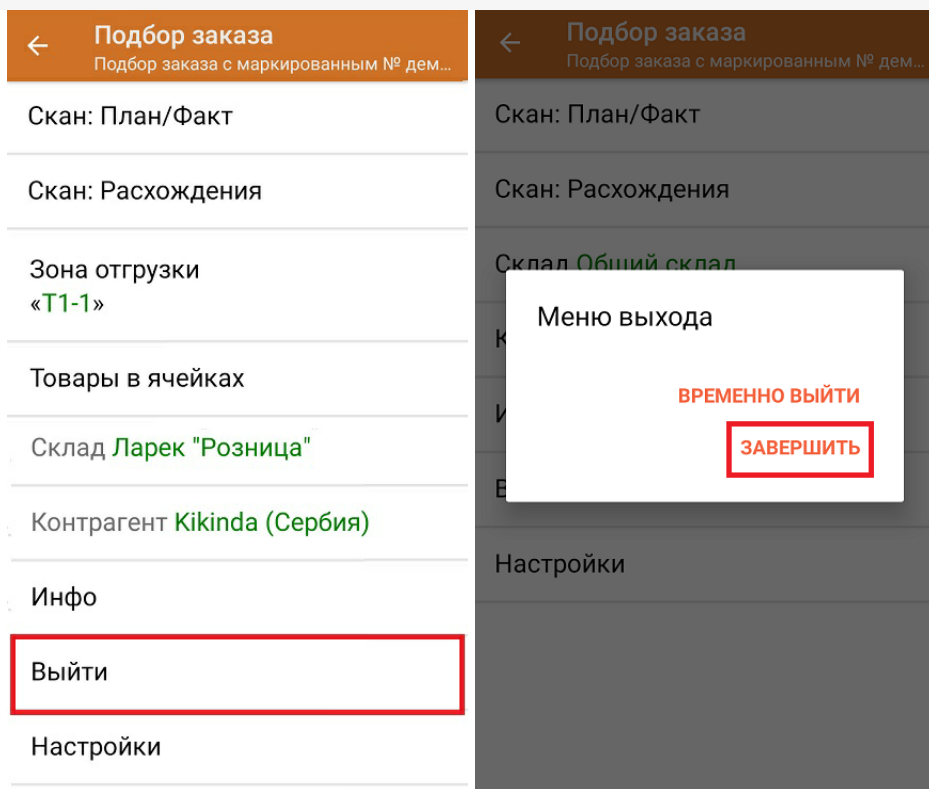 Подбор заказа
Подбор заказа с маркированным № дем...
Скан: План/Факт
Скан: Расхождения
Зона отгрузки
«Т1-1»
Товары в ячейках
Склад Ларек "Розница"
Контрагент Kikinda (Сербия)
Инфо
Выйти
Настройки
Подбор заказа
Подбор заказа с маркированным № дем...
Скан: План/Факт
Скан: Расхождения
Склад Общий склад
Меню выхода
ВРЕМЕННО ВЫЙТИ
ЗАВЕРШИТЬ
Настройки